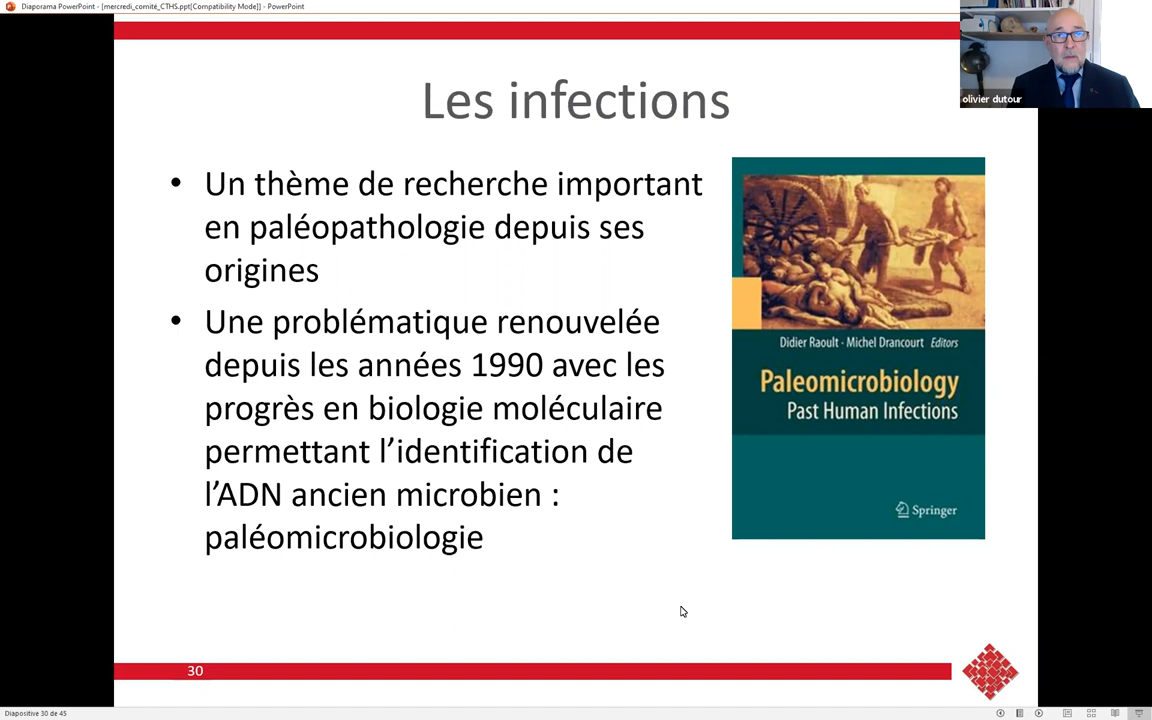 Diaporama PowerPoint - [mercredi_comité_CTHS.ppt[Compatibility Mode]] - PowerPoint
olivier dutour
Les infections
• Un thème de recherche important
en paléopathologie depuis ses
origines
• Une problématique renouvelée
depuis les années 1990 avec les
progrès en biologie moléculaire
permettant l’identification de
l’ADN ancien microbien :
paléomicrobiologie
Didier Raoult · Michel Drancourt Editors
Paleomicrobiology
Past Human Infections
Springer
30
Diapositive 30 de 45